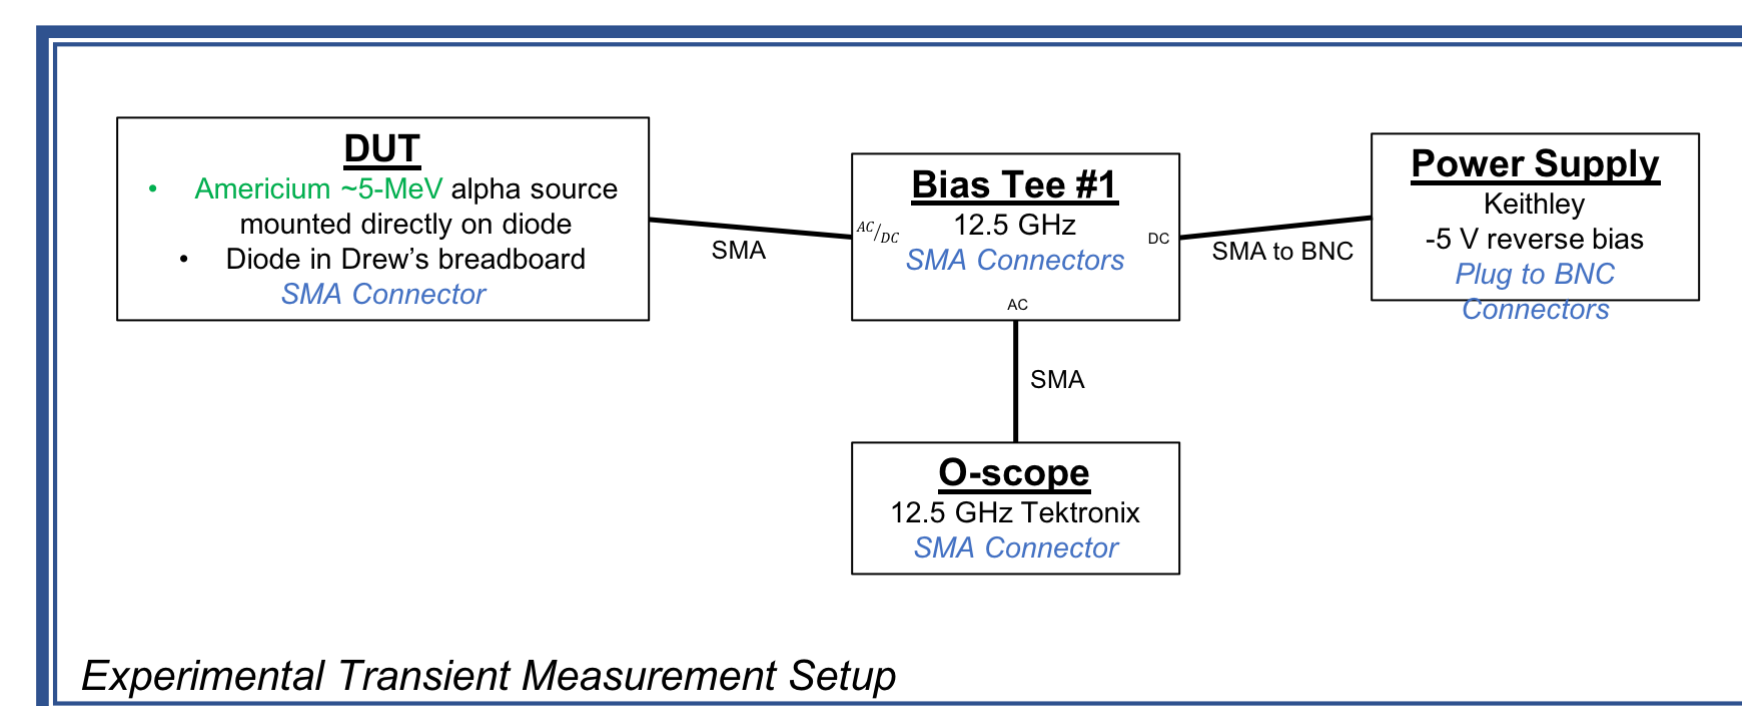 DUT
• Americium ~5-MeV alpha source
mounted directly on diode
• Diode in Drew's breadboard
SMA Connector
SMA
Bias Tee #1
12.5 GHz
SMA Connectors
AC/DC
DC
AC
SMA to BNC
Power Supply
Keithley
-5 V reverse bias
Plug to BNC
Connectors
SMA
O-scope
12.5 GHz Tektronix
SMA Connector
Experimental Transient Measurement Setup